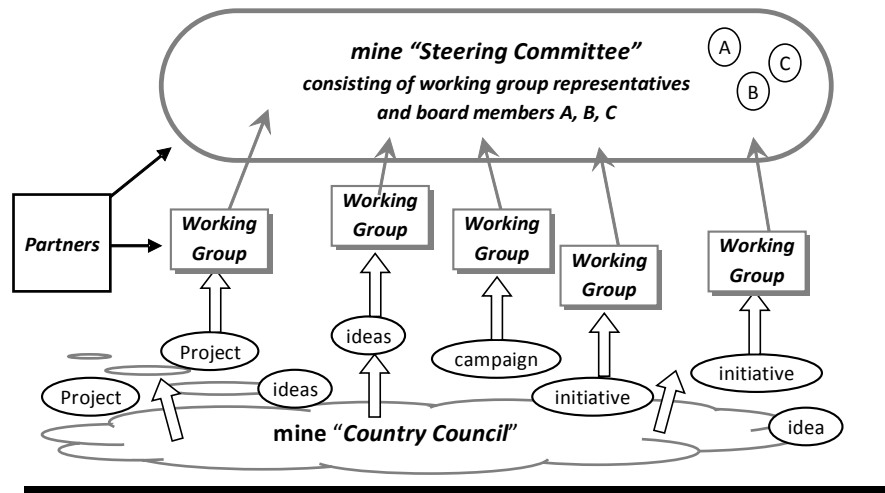 mine “Steering Committee”
consisting of working group representatives
and board members A, B, C
A
C
B
Partners
Working
Group
Working
Group
Working
Group
Working
Group
Working
Group
Project
ideas
campaign
initiative
initiative
Project
ideas
idea
mine “Country Council”